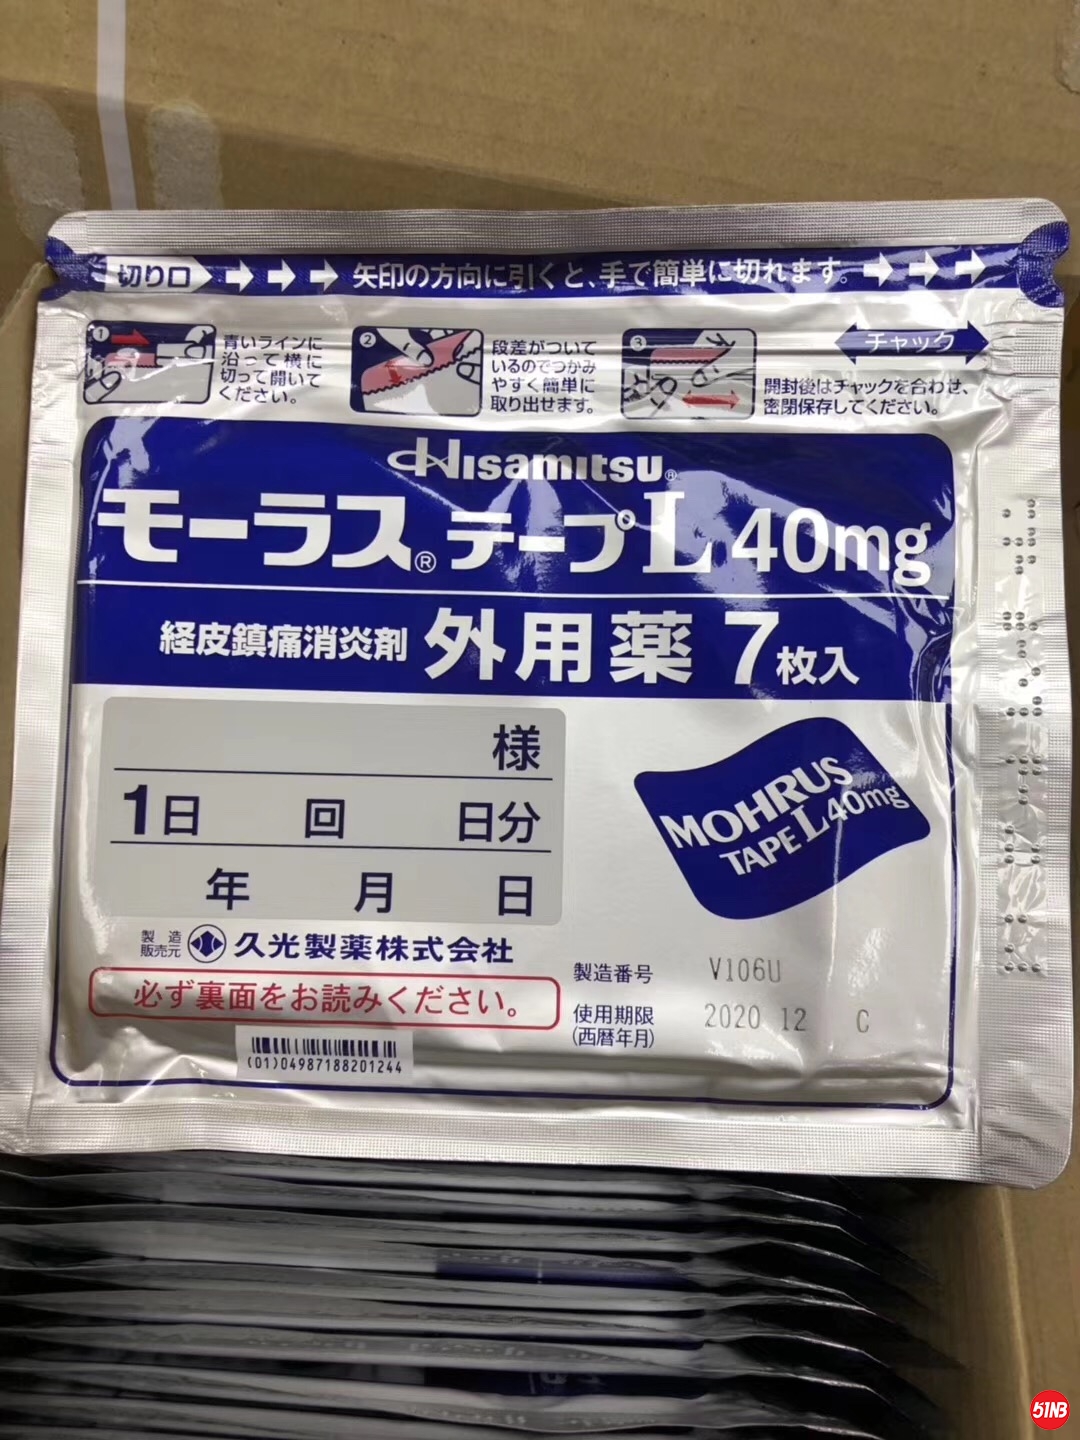 切り口 矢印の方向に引くと、手で簡単に切れます。
1
青いラインに
沿って横に
切って開いて
ください。
2
段差がついて
いるのでつかみ
やすく簡単に
取り出せます。
3
チャック
開封後はチャックを合わせ、
密閉保存してください。
HISAMITSU®
モーラス®テープL 40mg
経皮鎮痛消炎剤 外用薬 7枚入
様
1日 回 日分
年 月 日
MOHRUS
TAPE L40mg
製造
販売元 久光製薬株式会社
必ず裏面をお読みください。
製造番号 V106U
使用期限 2020 12 C
(西暦年月)
(01)04987188201244
51NB